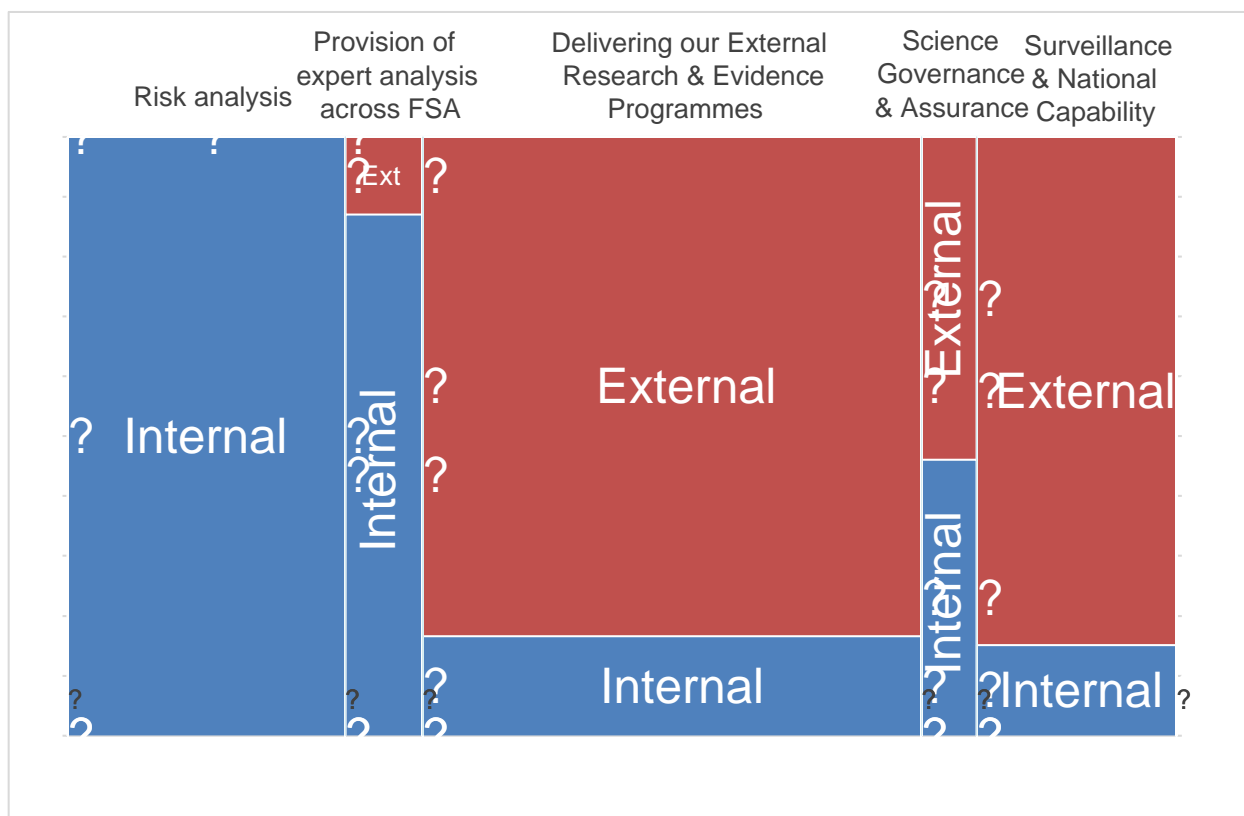 Risk analysis
Provision of
expert analysis
across FSA
Delivering our External
Research & Evidence
Programmes
Science
Governance
& Assurance
Surveillance
& National
Capability
? ? ?
? Ext
?
External
?
?
External
?
?
External
?
?
Internal
?
?
Internal
?
?
Internal
?
?
?
Internal
?
?
Internal
? ? ? ? ? ?
? ? ? ? ?